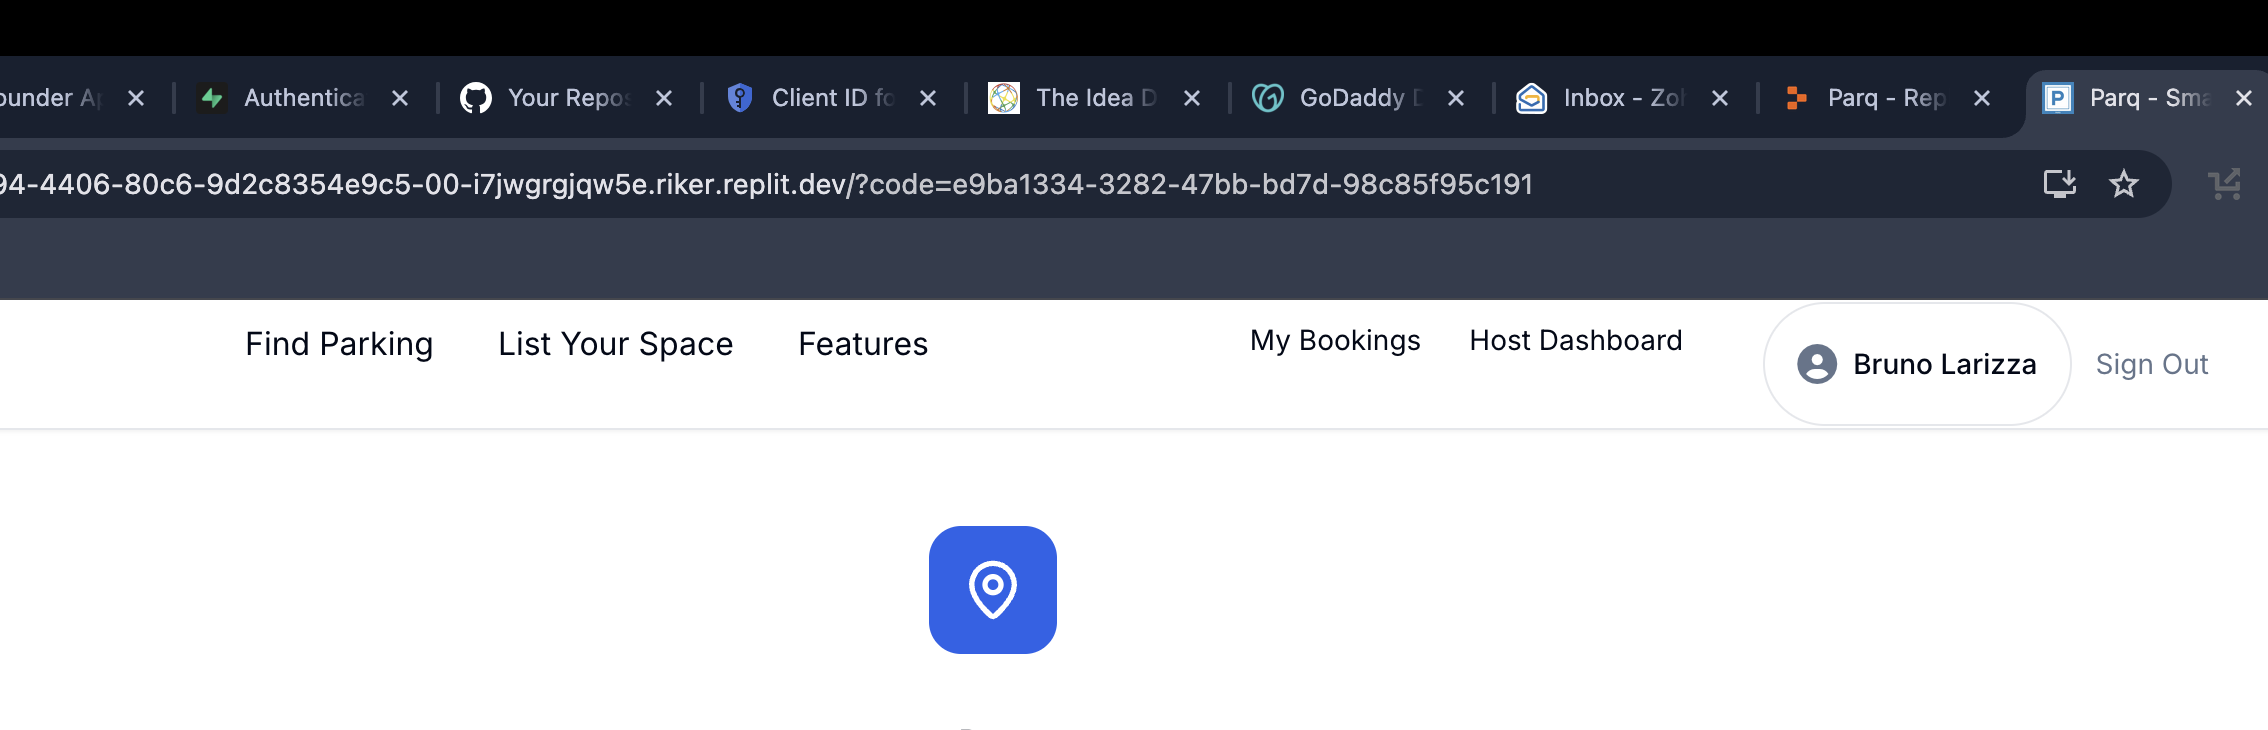 ounder Ap Authentica Your Repos Client ID fo The Idea D GoDaddy D Inbox - Zoh Parq - Rep P Parq - Sma
94-4406-80c6-9d2c8354e9c5-00-i7jwgrgjqw5e.riker.replit.dev/?code=e9ba1334-3282-47bb-bd7d-98c85f95c191
Find Parking List Your Space Features My Bookings Host Dashboard Bruno Larizza Sign Out